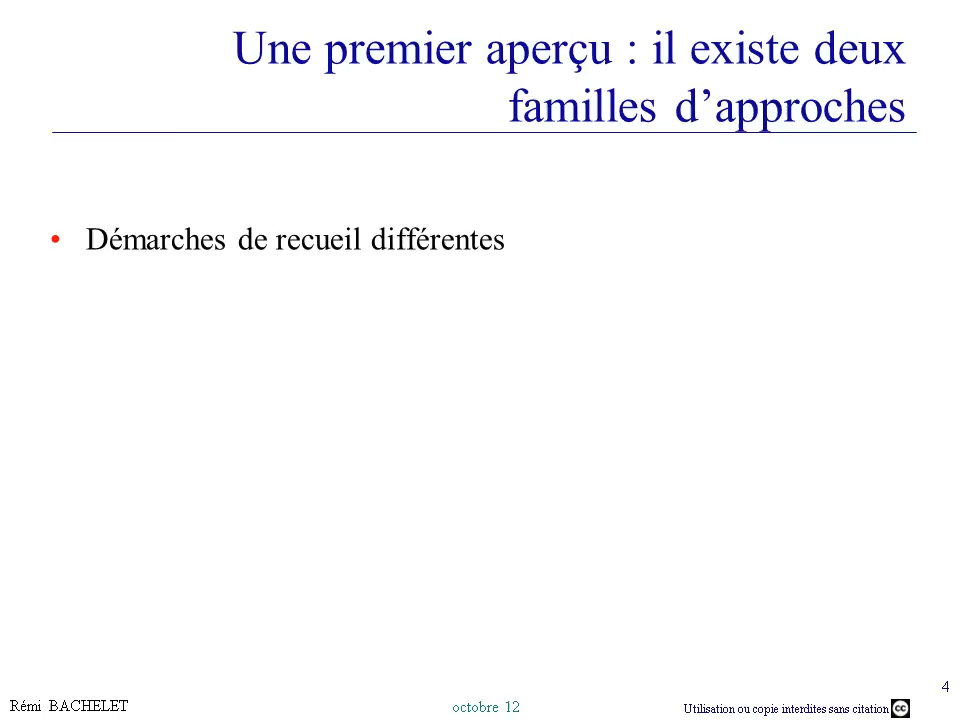 Une premier aperçu : il existe deux
familles d’approches
• Démarches de recueil différentes
4
Rémi BACHELET
octobre 12
Utilisation ou copie interdites sans citation
cc